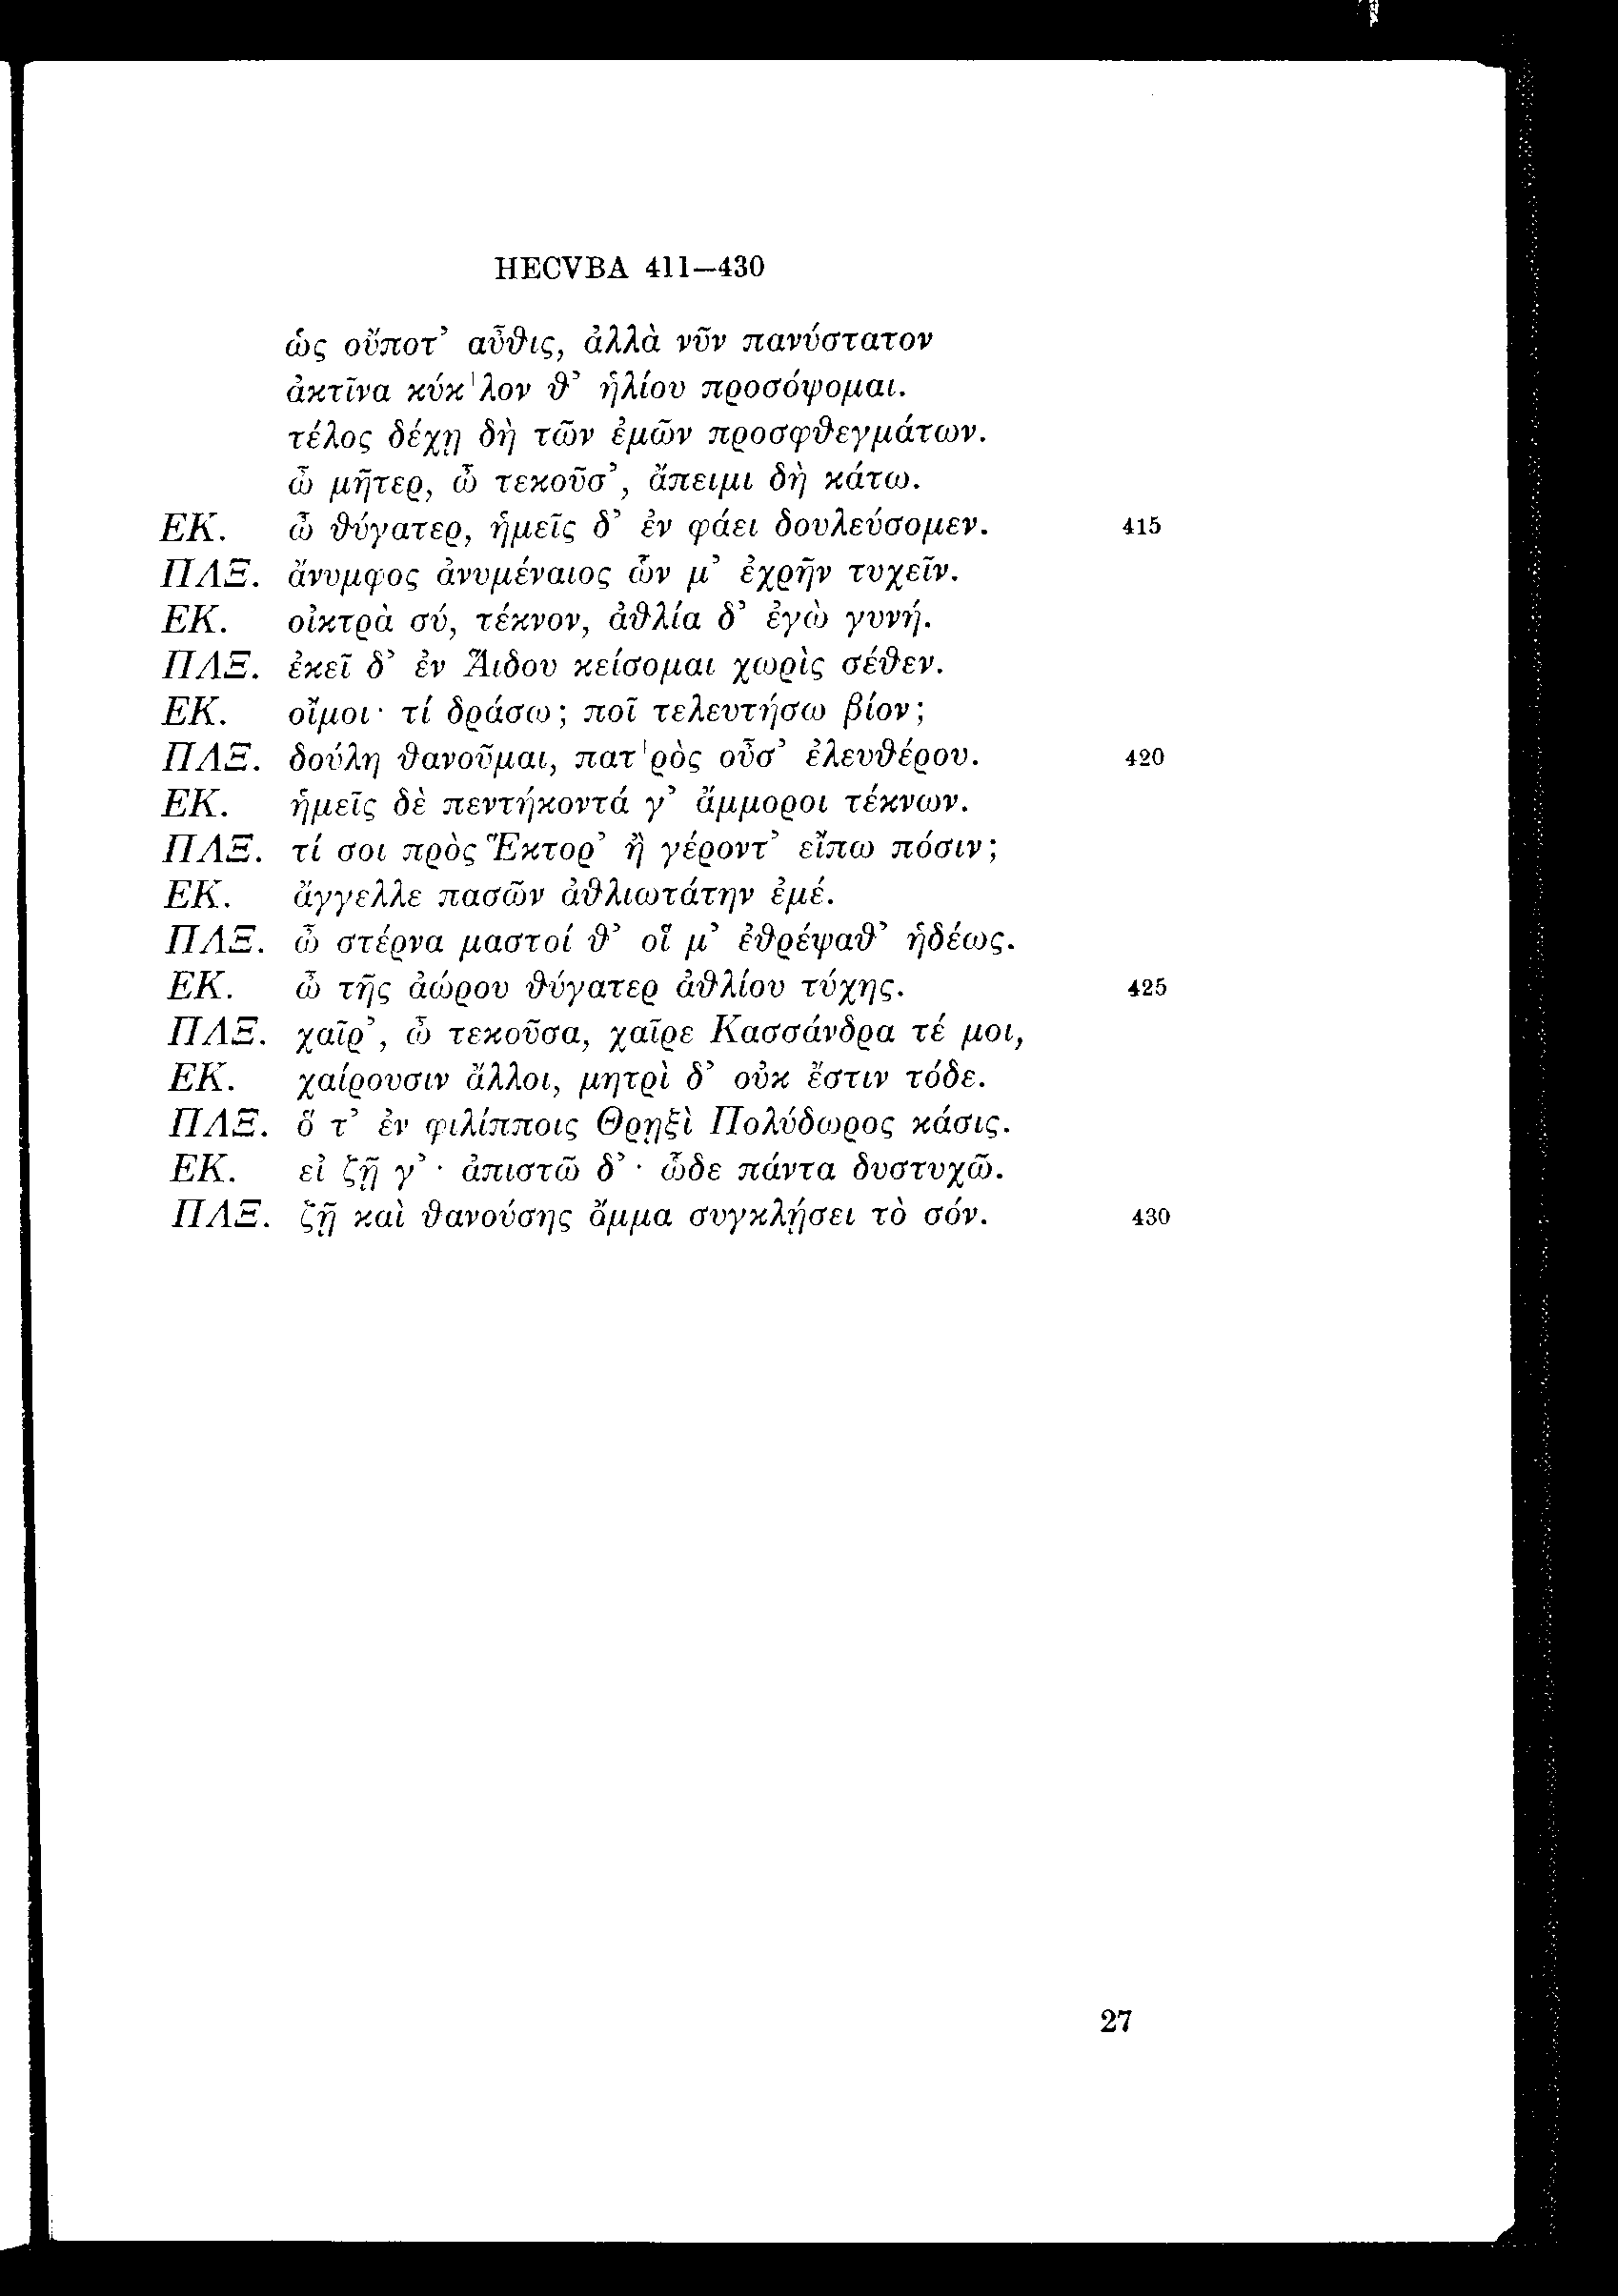 HECVBA 411—430
ὡς οὔποτ’ αὖϑις, ἀλλὰ νῦν πανύστατον
ἀκτῖνα κύκ'λον ϑ’ ἡλίου προσόψομαι.
τέλος δέχῃ δὴ τῶν ἐμῶν προσφϑεγμάτων.
ὦ μῆτερ, ὦ τεκοῦσ’, ἄπειμι δὴ κάτω.
ΕΚ. ὦ ϑύγατερ, ἡμεῖς δ’ ἐν φάει δουλεύσομεν. 415
ΠΛΞ. ἄνυμφος ἀνυμέναιος ὧν μ’ ἐχρῆν τυχεῖν.
ΕΚ. οἰκτρὰ σύ, τέκνον, ἀϑλία δ’ ἐγὼ γυνή.
ΠΛΞ. ἐκεῖ δ’ ἐν Ἅιδου κείσομαι χωρὶς σέϑεν.
ΕΚ. οἴμοι· τί δράσω; ποῖ τελευτήσω βίον;
ΠΛΞ. δούλη ϑανοῦμαι, πατ'ρὸς οὖσ’ ἐλευϑέρου. 420
ΕΚ. ἡμεῖς δὲ πεντήκοντά γ’ ἄμμοροι τέκνων.
ΠΛΞ. τί σοι πρὸς Ἕκτορ’ ἢ γέροντ’ εἴπω πόσιν;
ΕΚ. ἄγγελλε πασῶν ἀϑλιωτάτην ἐμέ.
ΠΛΞ. ὦ στέρνα μαστοί ϑ’ οἵ μ’ ἐϑρέψαϑ’ ἡδέως.
ΕΚ. ὦ τῆς ἀώρου ϑύγατερ ἀϑλίου τύχης. 425
ΠΛΞ. χαῖρ’, ὦ τεκοῦσα, χαῖρε Κασσάνδρα τέ μοι,
ΕΚ. χαίρουσιν ἄλλοι, μητρὶ δ’ οὐκ ἔστιν τόδε.
ΠΛΞ. ὅ τ’ ἐν φιλίπποις Θρῃξὶ Πολύδωρος κάσις.
ΕΚ. εἰ ζῇ γ’· ἀπιστῶ δ’· ὧδε πάντα δυστυχῶ.
ΠΛΞ. ζῇ καὶ ϑανούσης ὄμμα συγκλῄσει τὸ σόν. 430
27